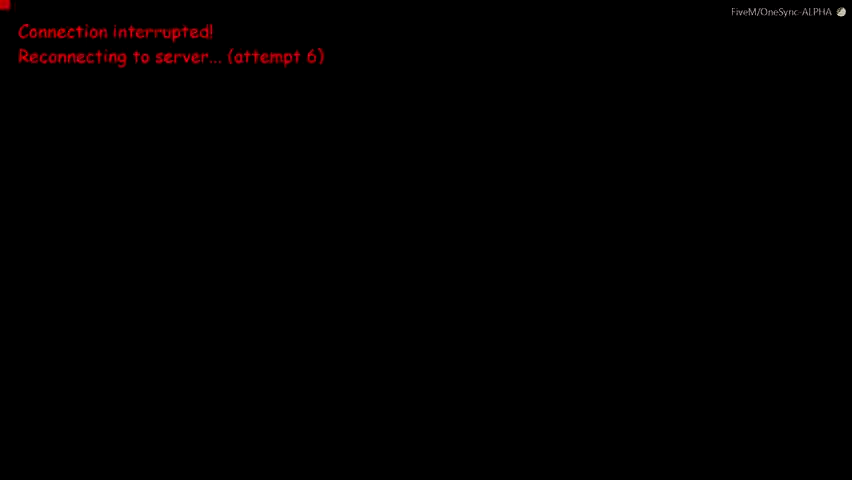 FiveM/OneSync-ALPHA
Connection interrupted!
Reconnecting to server... (attempt 6)